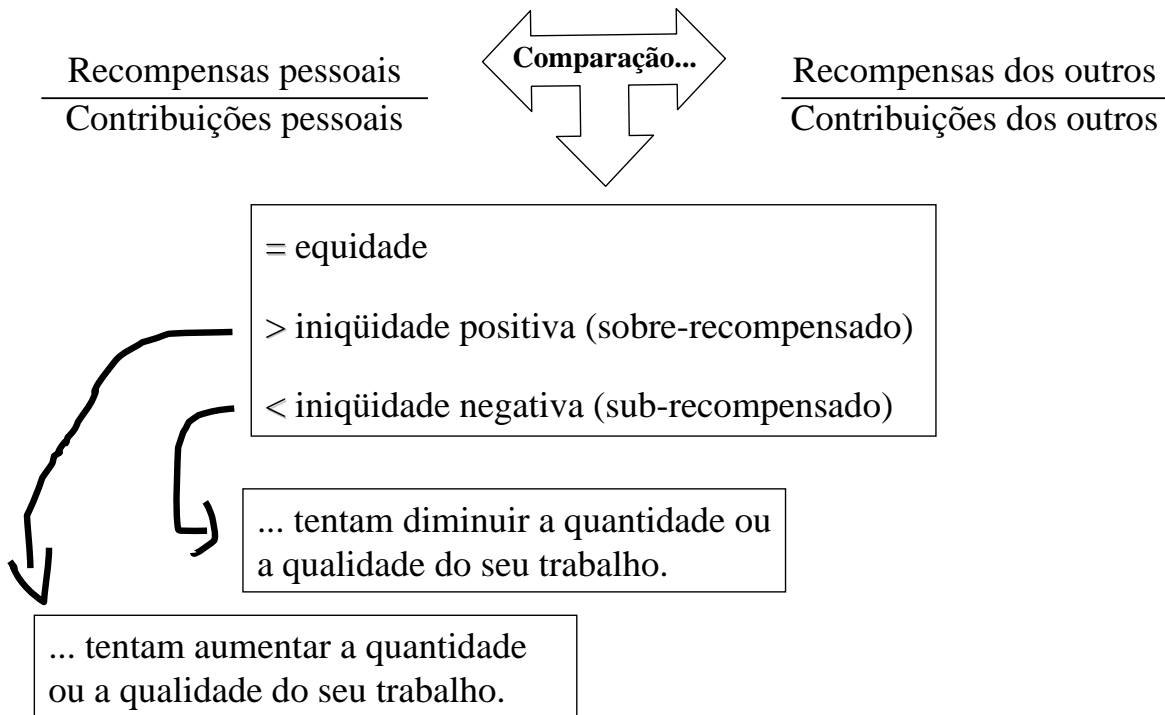 Comparação...
Recompensas pessoais
Contribuições pessoais
Recompensas dos outros
Contribuições dos outros
= equidade
> iniqüidade positiva (sobre-recompensado)
< iniqüidade negativa (sub-recompensado)
... tentam diminuir a quantidade ou
a qualidade do seu trabalho.
... tentam aumentar a quantidade
ou a qualidade do seu trabalho.